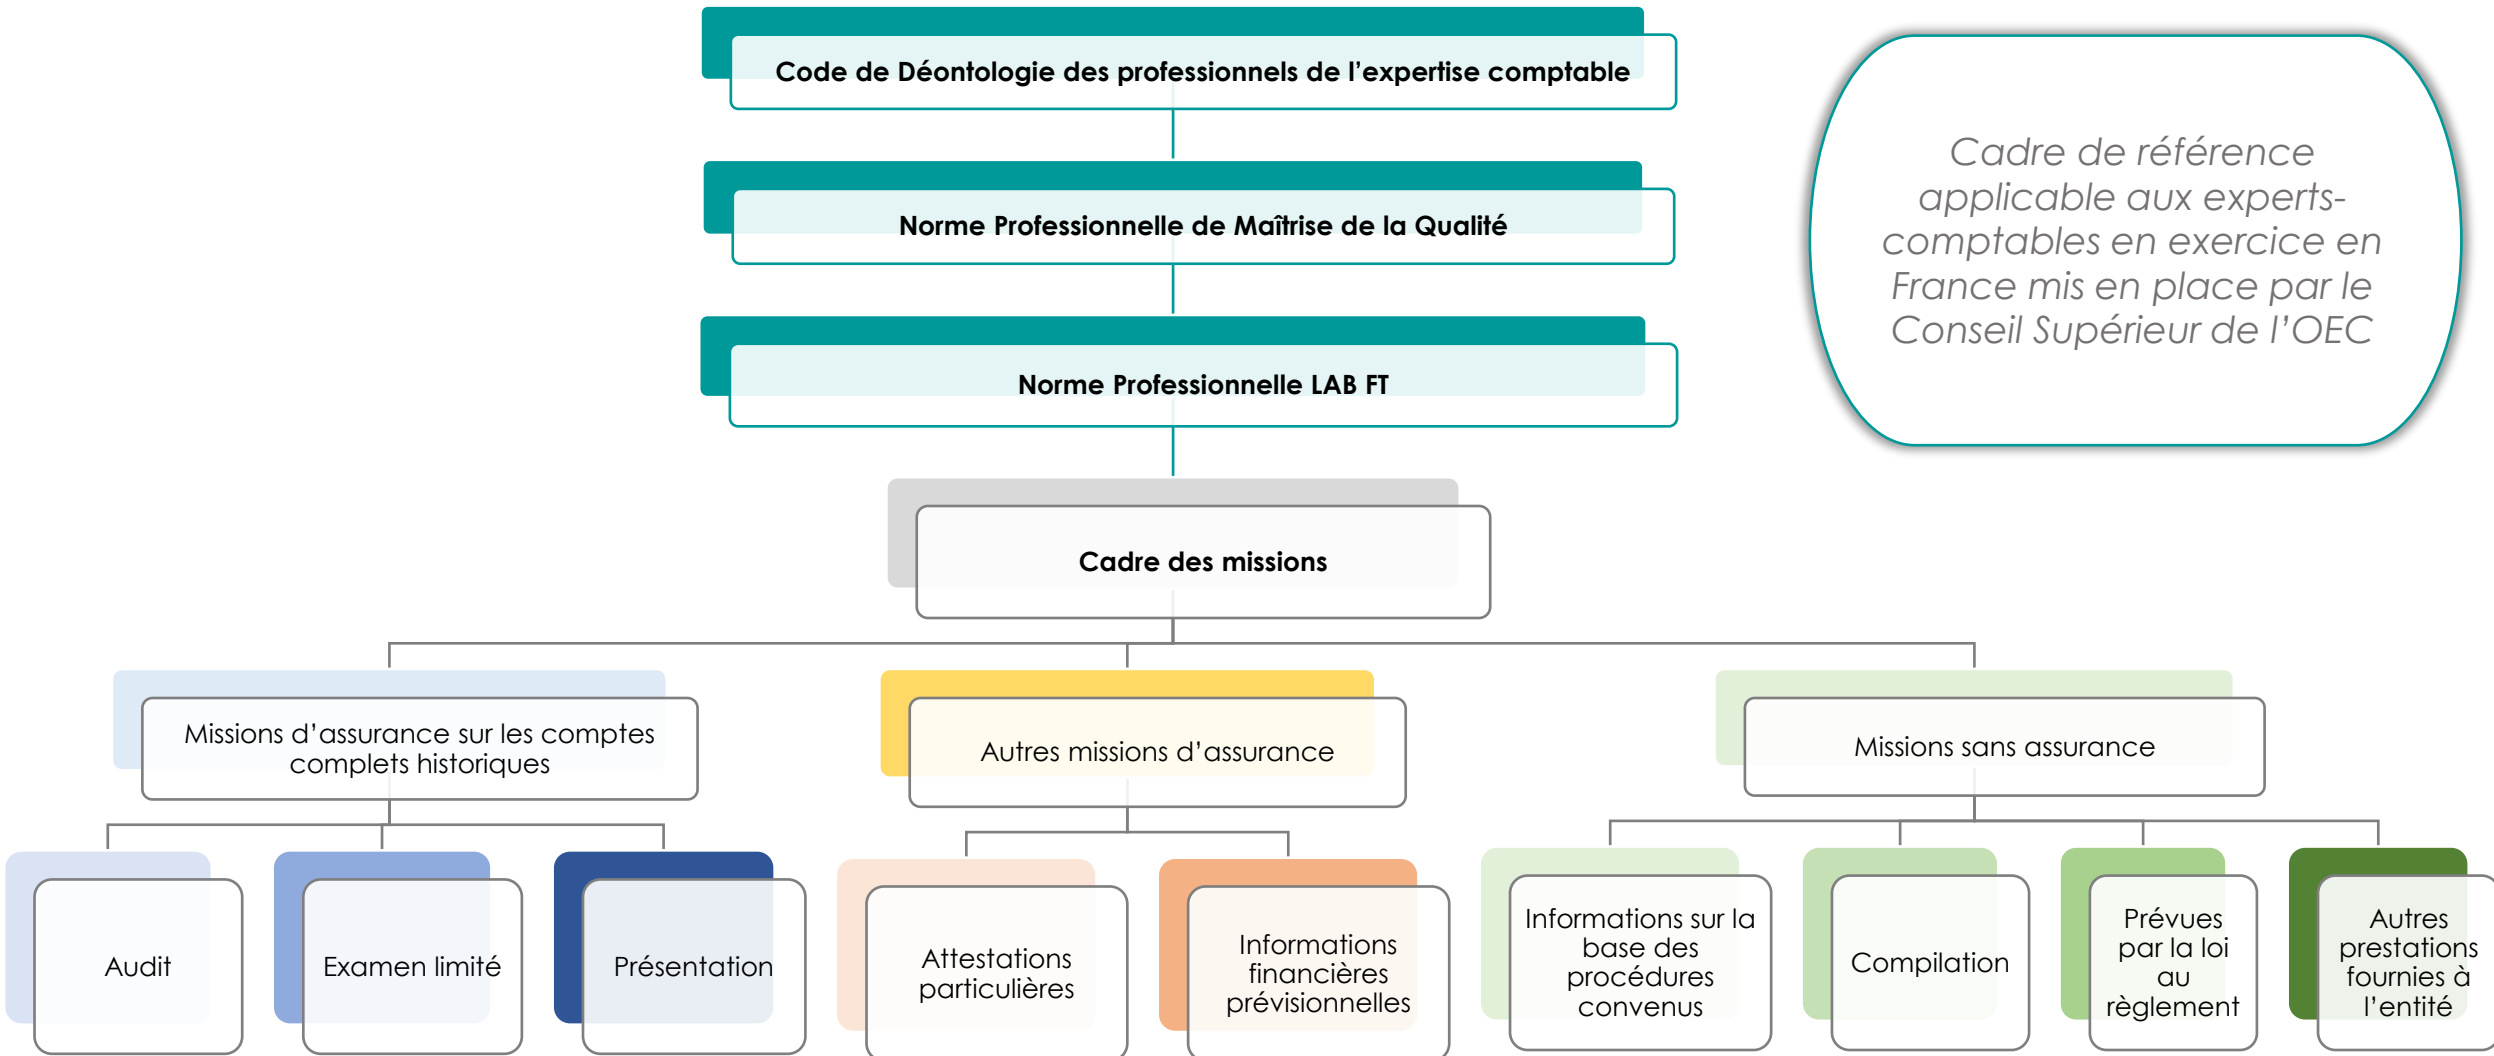 Code de Déontologie des professionnels de l’expertise comptable
Norme Professionnelle de Maîtrise de la Qualité
Norme Professionnelle LAB FT
Cadre de référence
applicable aux experts-
comptables en exercice en
France mis en place par le
Conseil Supérieur de l’OEC
Cadre des missions
Missions d’assurance sur les comptes
complets historiques
Autres missions d’assurance
Missions sans assurance
Audit
Examen limité
Présentation
Attestations
particulières
Informations
financières
prévisionnelles
Informations sur la
base des
procédures
convenus
Compilation
Prévues
par la loi
au
règlement
Autres
prestations
fournies à
l’entité